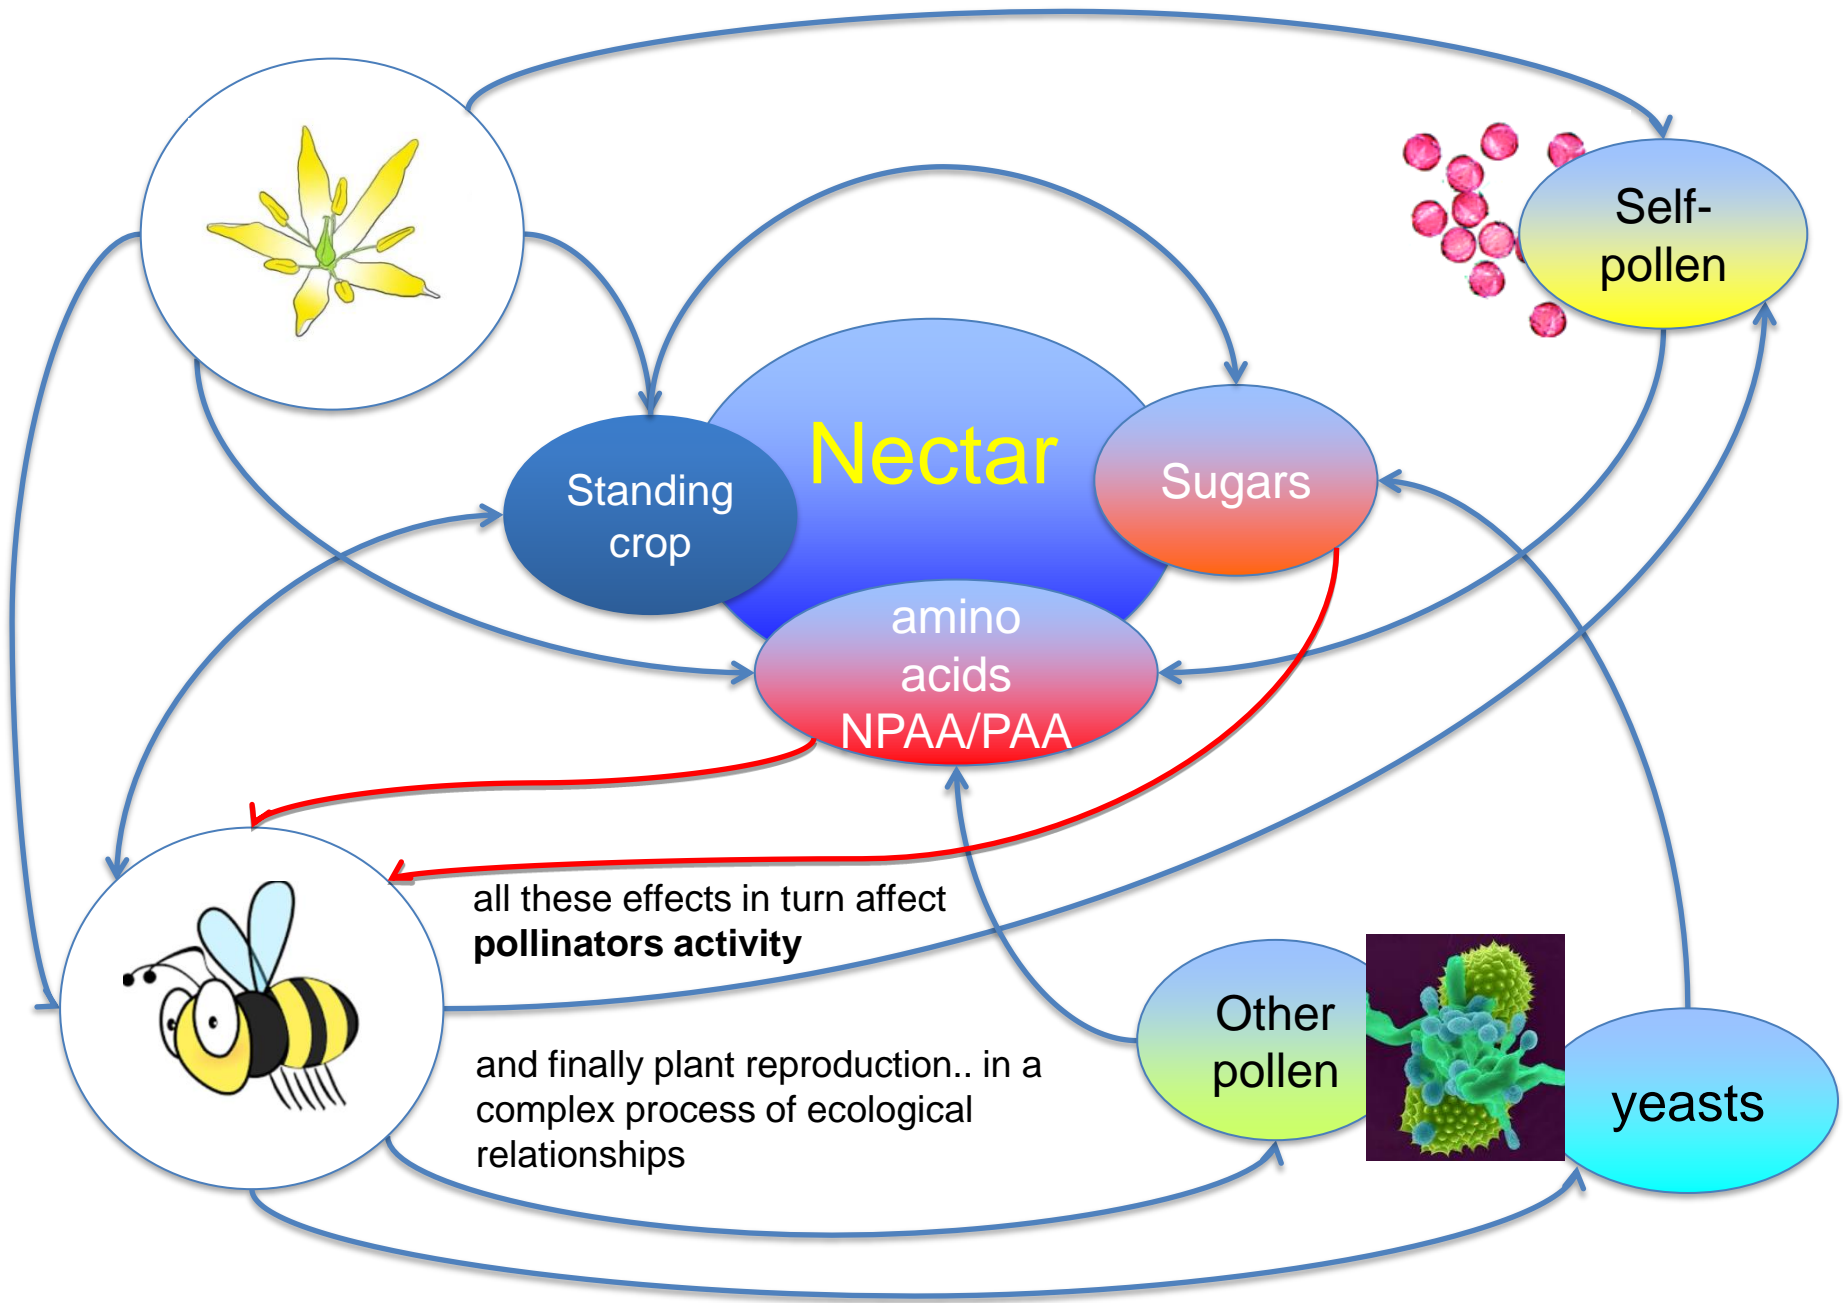 Self-
pollen
Nectar
Standing
crop
Sugars
amino
acids
NPAA/PAA
all these effects in turn affect
pollinators activity
and finally plant reproduction.. in a
complex process of ecological
relationships
Other
pollen
yeasts